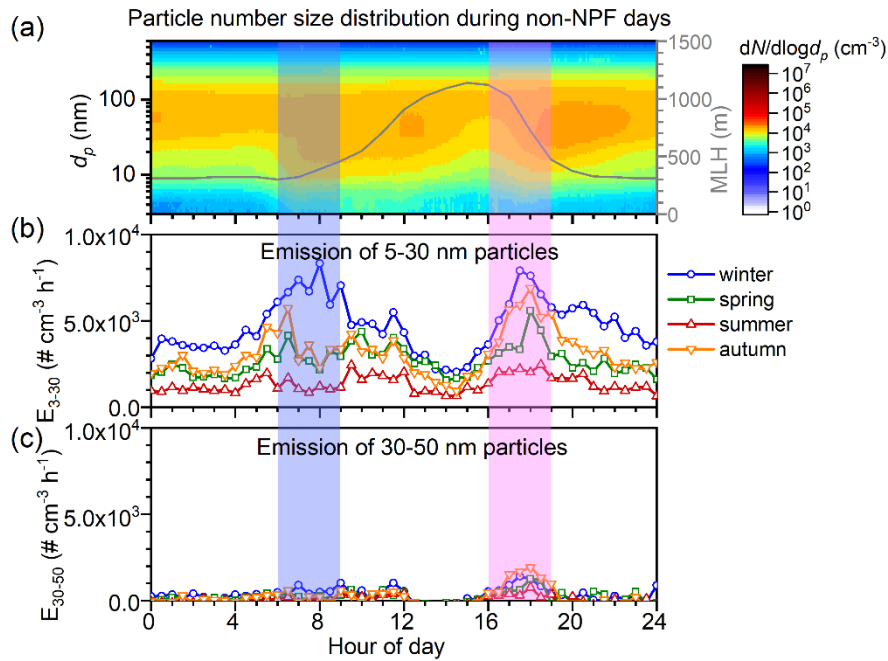 Particle number size distribution during non-NPF days
(a)
dN/dlogdp (cm-3)
1500
1000
500
0
MLH (m)
100
10
dp (nm)
10^7
10^6
10^5
10^4
10^3
10^2
10^1
10^0
(b)
Emission of 5-30 nm particles
1.0x10^4
5.0x10^3
0.0
E3-30 (# cm-3 h-1)
winter
spring
summer
autumn
(c)
Emission of 30-50 nm particles
1.0x10^4
5.0x10^3
0.0
E30-50 (# cm-3 h-1)
0 4 8 12 16 20 24
Hour of day